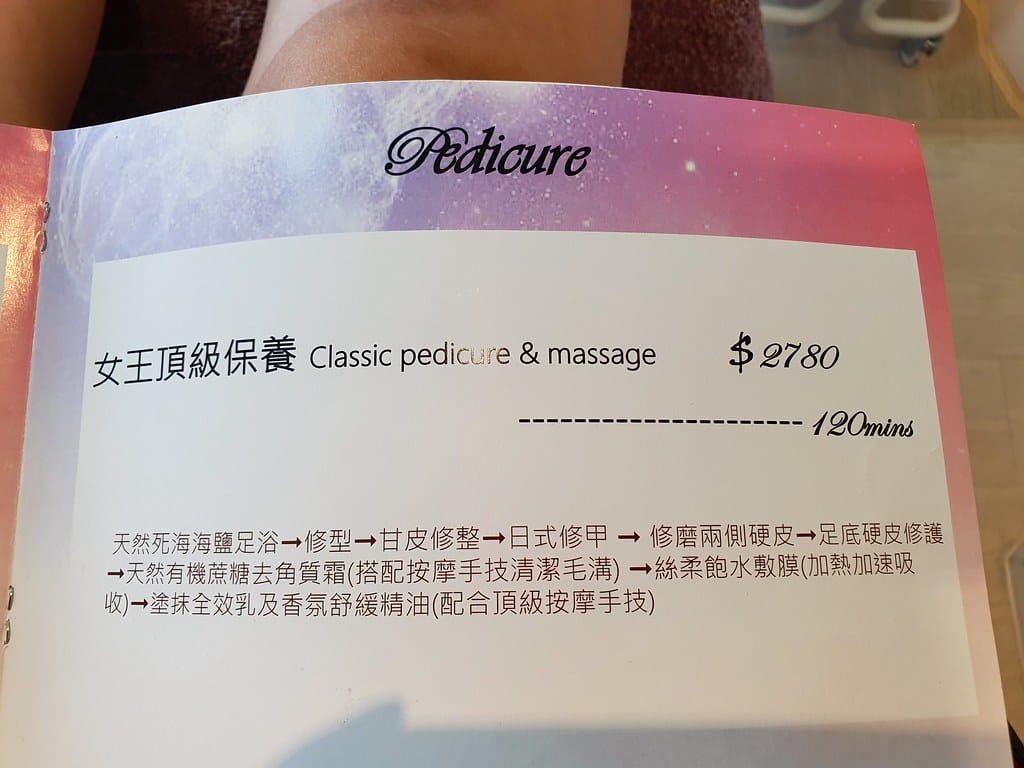 Pedicure
女王頂級保養 Classic pedicure & massage $ 2780
---------------------- 120mins
天然死海海鹽足浴→修型→甘皮修整→日式修甲 → 修磨兩側硬皮→足底硬皮修護
→天然有機蔗糖去角質霜(搭配按摩手技清潔毛溝) →絲柔飽水敷膜(加熱加速吸
收)→塗抹全效乳及香氛舒緩精油(配合頂級按摩手技)